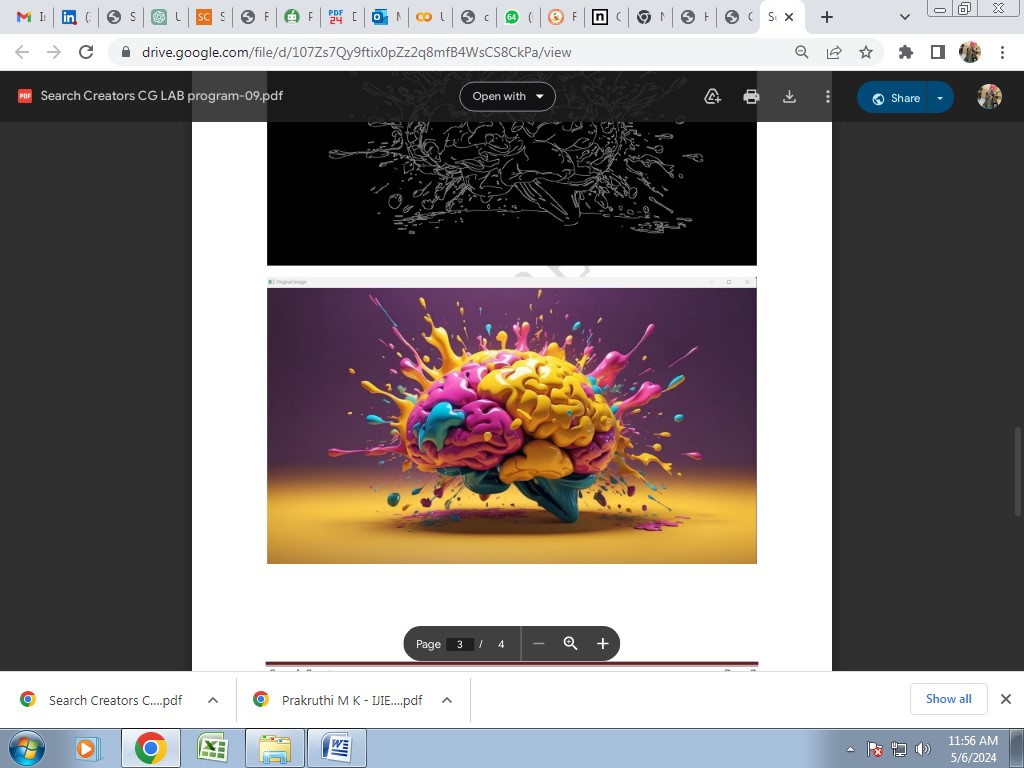 drive.google.com/file/d/107Zs7Qy9ftix0pZz2q8mfB4WsCS8CkPa/view
PDF Search Creators CG LAB program-09.pdf
Open with
Share
Original Image
Page 3 / 4
Search Creators C....pdf
Prakruthi M K - IJIE....pdf
Show all
11:56 AM
5/6/2024